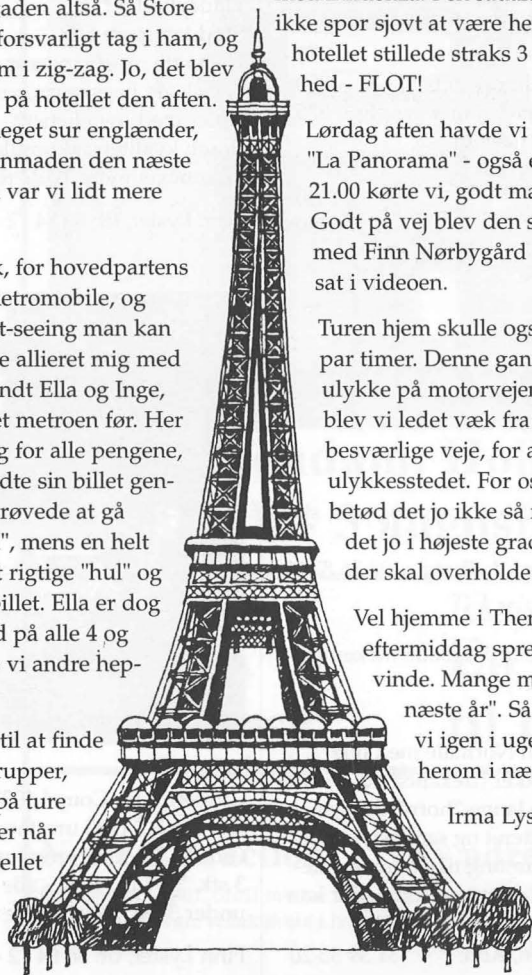 aden altså. Så Store
forsvarligt tag i ham, og
m i zig-zag. Jo, det blev
på hotellet den aften.
neget sur englænder,
enmaden den næste
var vi lidt mere
k, for hovedpartens
netromobile, og
t-seeing man kan
e allieret mig med
ndt Ella og Inge,
et metroen før. Her
g for alle pengene,
dte sin billet gen-
røvede at gå
", mens en helt
t rigtige "hul" og
billet. Ella er dog
d på alle 4 og
vi andre hep-
til at finde
rupper,
på ture
er når
ellet
ikke spor sjovt at være he
hotellet stillede straks 3
hed - FLOT!
Lørdag aften havde vi
"La Panorama" - også e
21.00 kørte vi, godt ma
Godt på vej blev den s
med Finn Nørbygård
sat i videoen.
Turen hjem skulle ogs
par timer. Denne gan
ulykke på motorvejen
blev vi ledet væk fra
besværlige veje, for a
ulykkesstedet. For os
betød det jo ikke så
det jo i højeste grad
der skal overholde
Vel hjemme i Ther
eftermiddag spre
vinde. Mange m
næste år". Så
vi igen i uge
herom i næ
Irma Lys